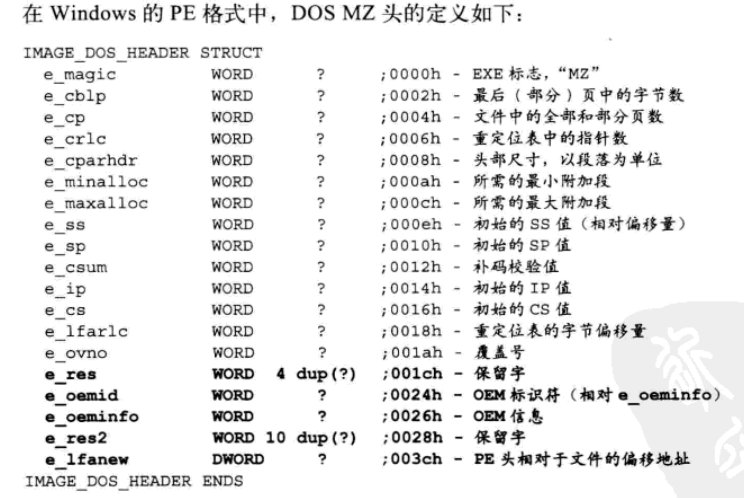 在 Windows 的 PE 格式中，DOS MZ 头的定义如下：
IMAGE_DOS_HEADER STRUCT
e_magic WORD ? ;0000h - EXE 标志，“MZ”
e_cblp WORD ? ;0002h - 最后（部分）页中的字节数
e_cp WORD ? ;0004h - 文件中的全部和部分页数
e_crlc WORD ? ;0006h - 重定位表中的指针数
e_cparhdr WORD ? ;0008h - 头部尺寸，以段落为单位
e_minalloc WORD ? ;000ah - 所需的最小附加段
e_maxalloc WORD ? ;000ch - 所需的最大附加段
e_ss WORD ? ;000eh - 初始的 SS 值（相对偏移量）
e_sp WORD ? ;0010h - 初始的 SP 值
e_csum WORD ? ;0012h - 补码校验值
e_ip WORD ? ;0014h - 初始的 IP 值
e_cs WORD ? ;0016h - 初始的 CS 值
e_lfarlc WORD ? ;0018h - 重定位表的字节偏移量
e_ovno WORD ? ;001ah - 覆盖号
e_res WORD 4 dup(?) ;001ch - 保留字
e_oemid WORD ? ;0024h - OEM 标识符（相对 e_oeminfo）
e_oeminfo WORD ? ;0026h - OEM 信息
e_res2 WORD 10 dup(?) ;0028h - 保留字
e_lfanew DWORD ? ;003ch - PE 头相对于文件的偏移地址
IMAGE_DOS_HEADER ENDS